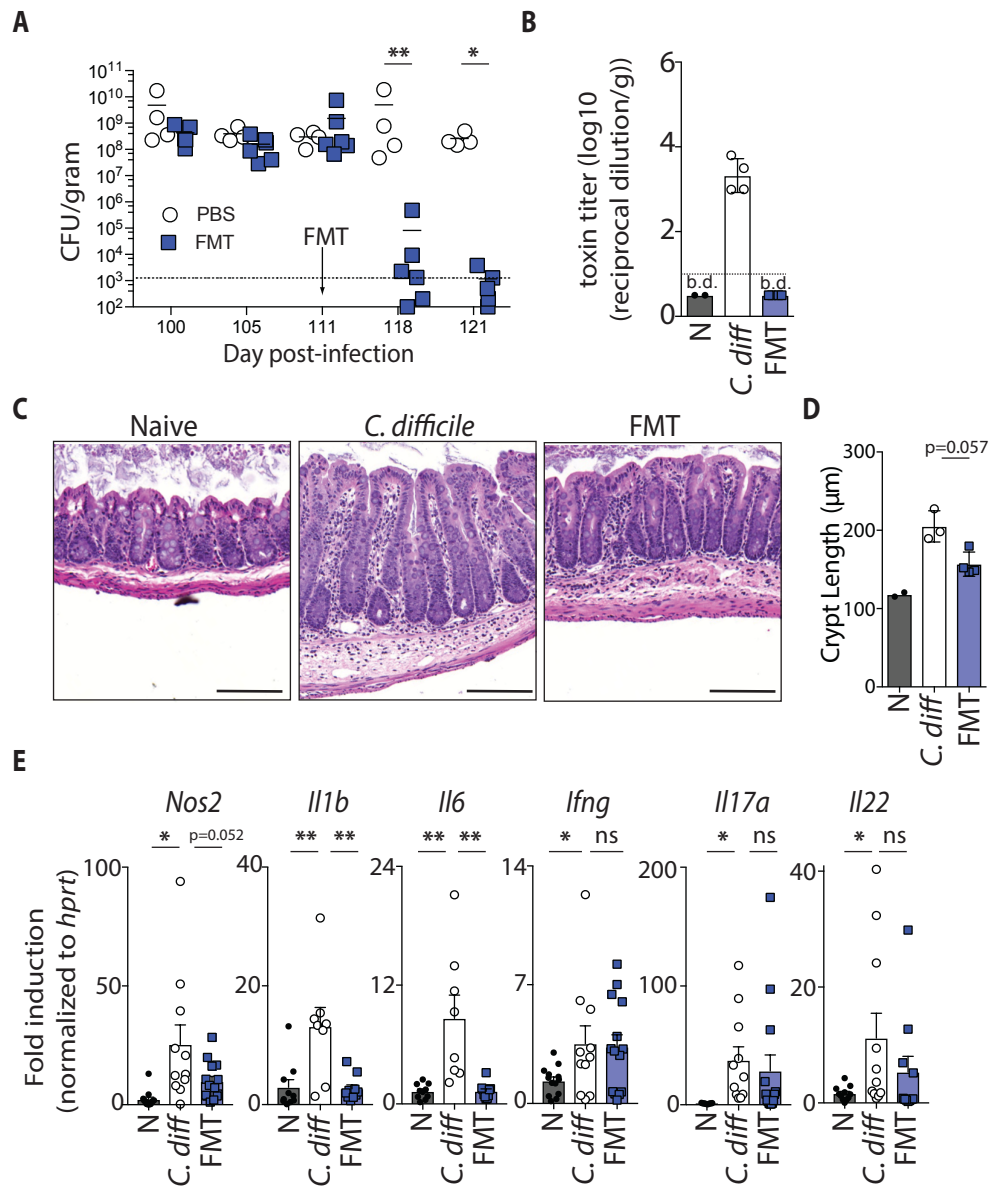 A
** *
10^11
10^10
10^9
10^8
10^7
10^6
10^5
10^4
10^3
10^2
CFU/gram
PBS
FMT
FMT
100 105 111 118 121
Day post-infection
B
toxin titer (log10
(reciprocal dilution/g))
6
4
2
0
b.d. b.d.
N C. diff FMT
C
Naive C. difficile FMT
D
p=0.057
Crypt Length (μm)
300
200
100
0
N C. diff FMT
E
Nos2 Il1b Il6 Ifng Il17a Il22
* p=0.052 ** ** ** ** * ns * ns * ns
Fold induction
(normalized to hprt)
100 40 24 14 200 40
50 20 12 7 100 20
0 0 0 0 0 0
N C. diff FMT N C. diff FMT N C. diff FMT N C. diff FMT N C. diff FMT N C. diff FMT